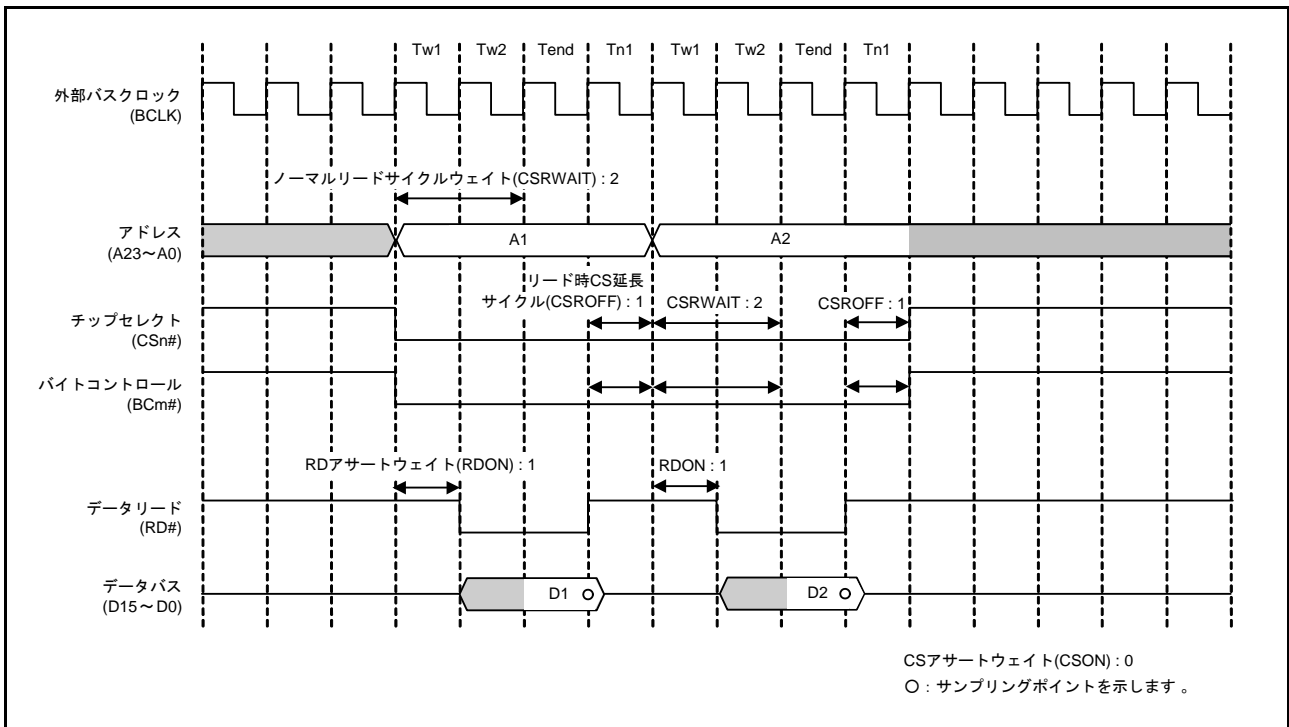 Tw1 Tw2 Tend Tn1 Tw1 Tw2 Tend Tn1
外部バスクロック
(BCLK)
ノーマルリードサイクルウェイト(CSRWAIT) : 2
アドレス
(A23～A0)
A1 A2
リード時CS延長
サイクル(CSROFF) : 1 CSRWAIT : 2 CSROFF : 1
チップセレクト
(CSn#)
バイトコントロール
(BCm#)
RDアサートウェイト(RDON) : 1 RDON : 1
データリード
(RD#)
データバス
(D15～D0)
D1 D2
CSアサートウェイト(CSON) : 0
○ : サンプリングポイントを示します 。